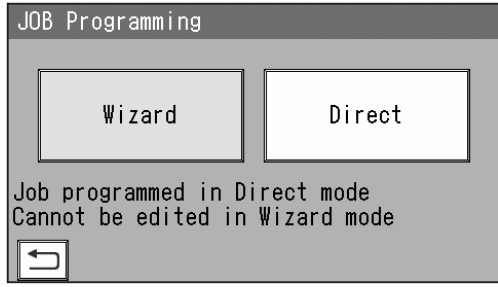 JOB Programming
Wizard
Direct
Job programmed in Direct mode
Cannot be edited in Wizard mode